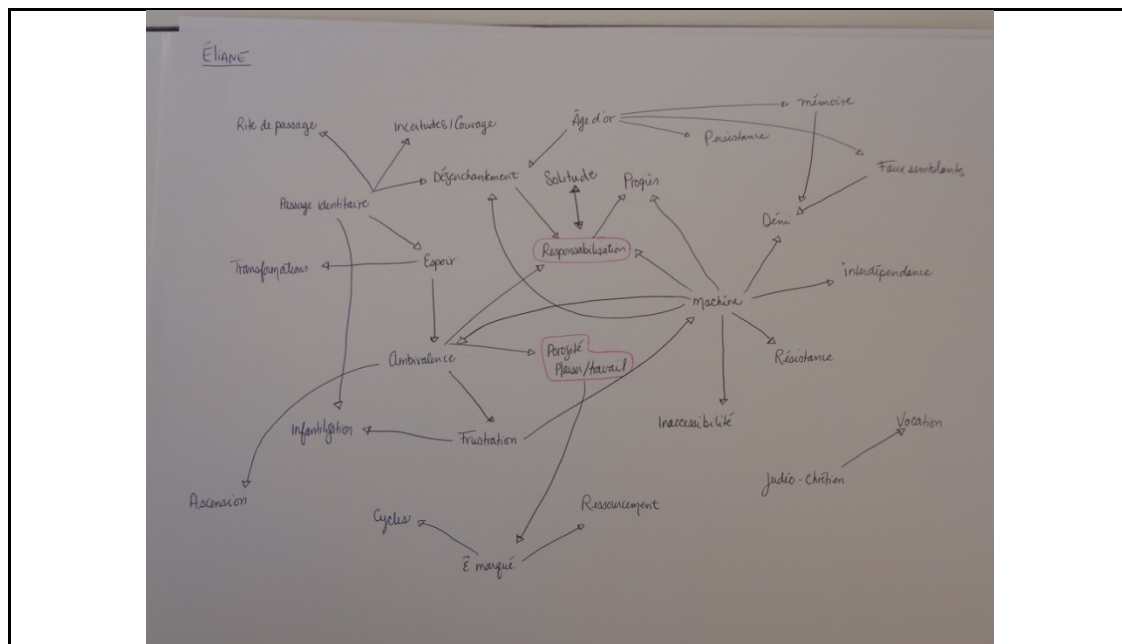 ÉLIANE
Rite de passage
Incertudes/Courage
Âge d'or
mémoire
Persistance
Désenchantement
Solitude
Progrès
Faux semblants
Passage identitaire
Déni
Responsabilisation
Transformations
Espoir
interdépendance
Machine
Ambivalence
Porosité
Plaisir/travail
Résistance
Infantilisation
Frustration
Inaccessibilité
Vocation
Judéo-Chrétien
Ascension
Cycles
Ressourcement
Ê marqué